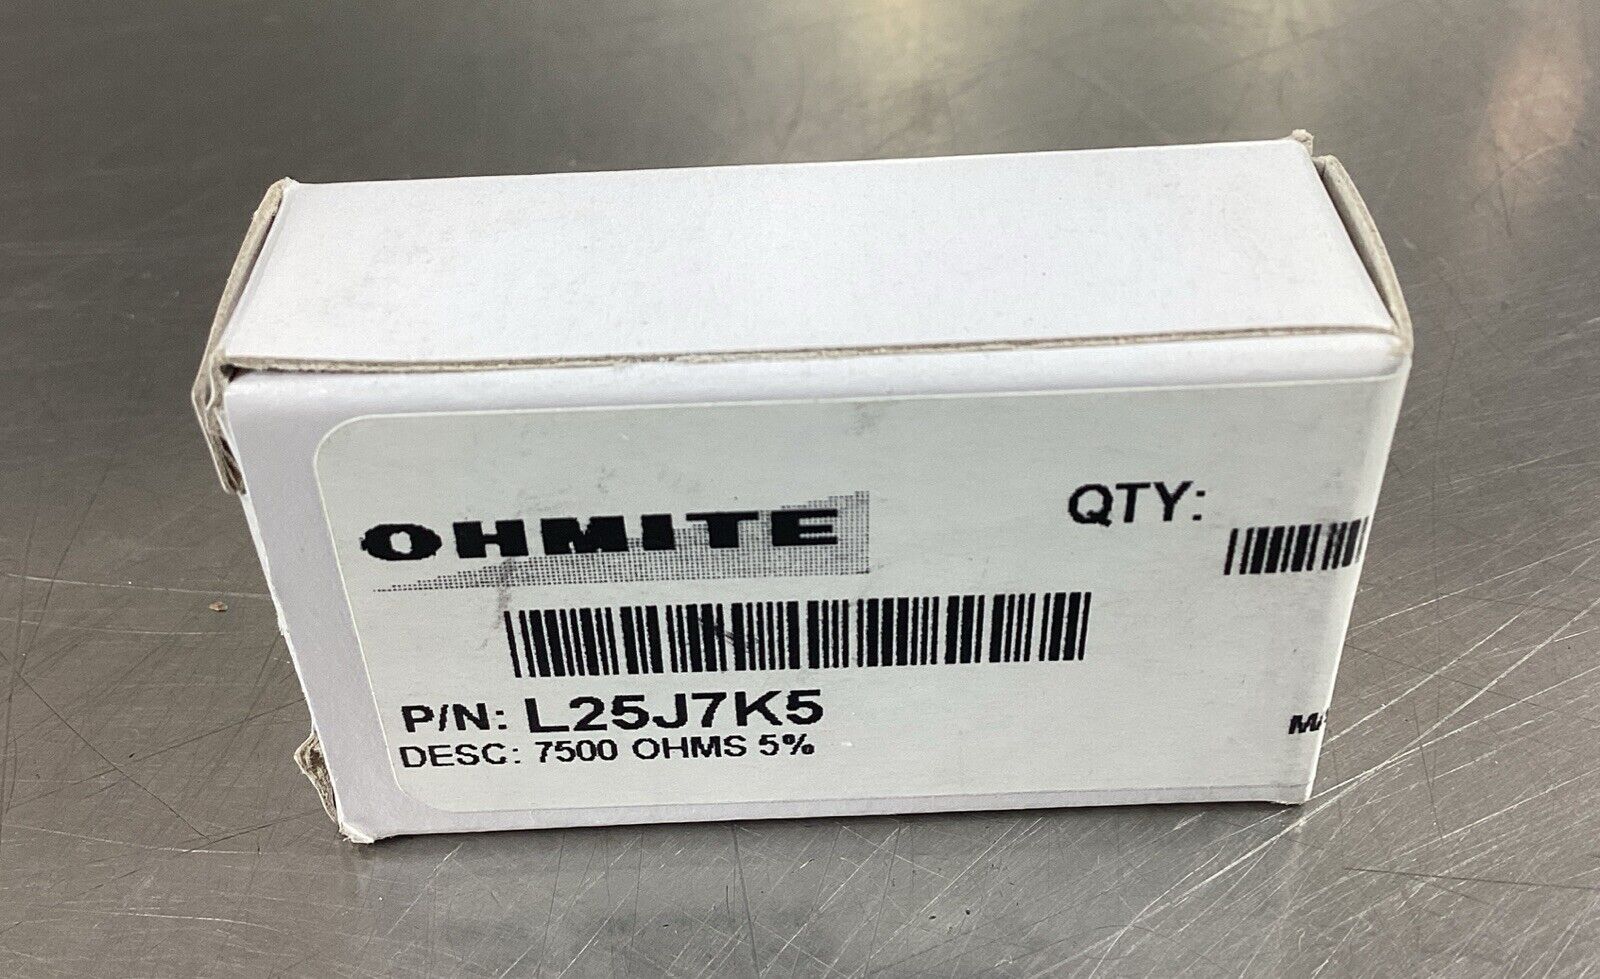 OHMITE
QTY:
P/N: L25J7K5
DESC: 7500 OHMS 5%